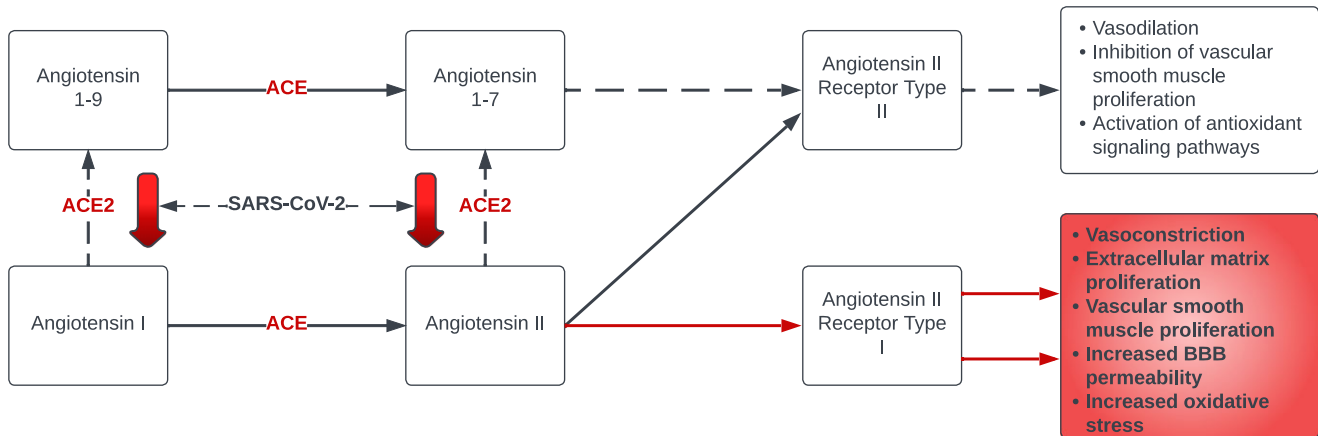 Angiotensin
1-9
ACE
Angiotensin
1-7
Angiotensin II
Receptor Type
II
• Vasodilation
• Inhibition of vascular
smooth muscle
proliferation
• Activation of antioxidant
signaling pathways
ACE2
SARS-CoV-2
ACE2
Angiotensin I
ACE
Angiotensin II
Angiotensin II
Receptor Type
I
• Vasoconstriction
• Extracellular matrix
proliferation
• Vascular smooth
muscle proliferation
• Increased BBB
permeability
• Increased oxidative
stress